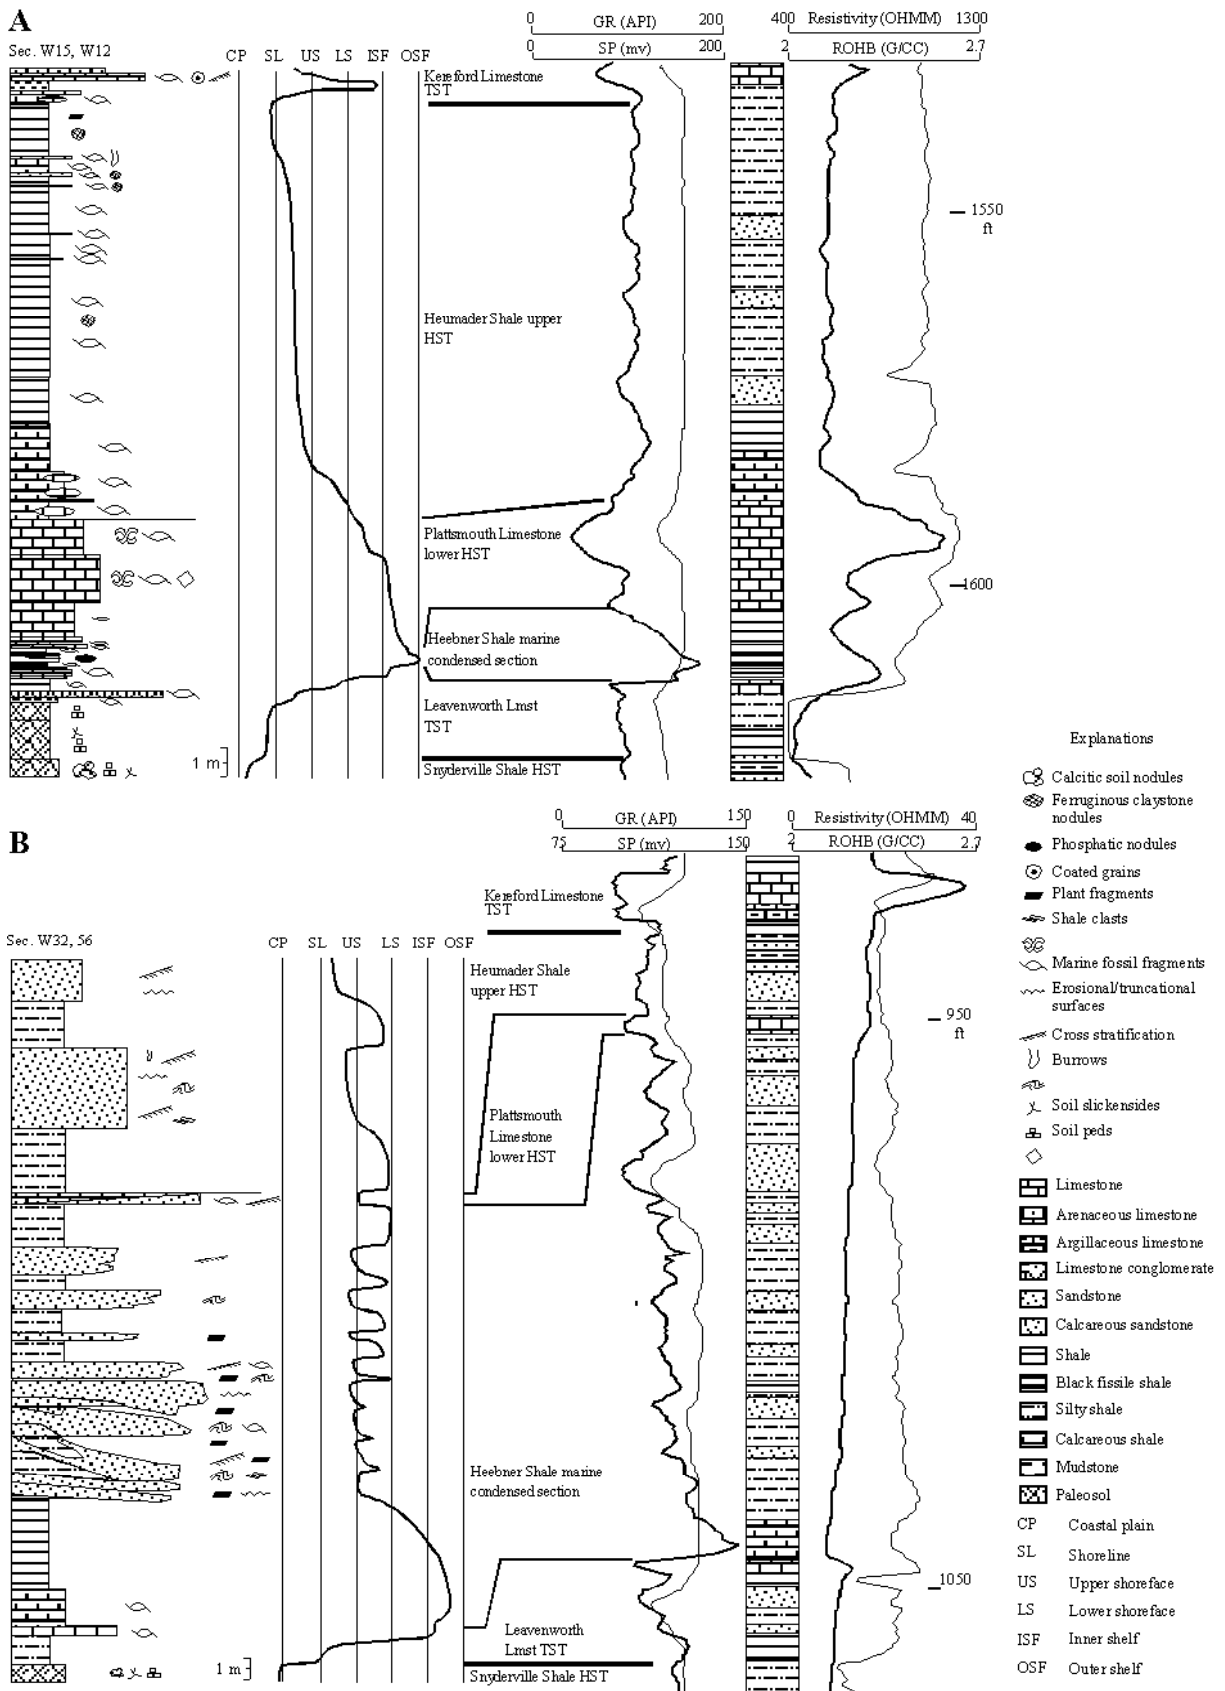 A
0 GR (API) 200
0 SP (mv) 200
400 Resistivity (OHMM) 1300
2 ROHB (G/CC) 2.7
Sec. W15, W12
CP SL US LS ISF OSF
Kereford Limestone
TST
1550
ft
Heumader Shale upper
HST
Plattsmouth Limestone
lower HST
1600
Heebner Shale marine
condensed section
Leavenworth Lmst
TST
1 m
Snyderville Shale HST
B
0 GR (API) 150
75 SP (mv) 150
0 Resistivity (OHMM) 40
2 ROHB (G/CC) 2.7
Sec. W32, 56
CP SL US LS ISF OSF
Kereford Limestone
TST
Heumader Shale
upper HST
950
ft
Plattsmouth
Limestone
lower HST
Heebner Shale marine
condensed section
1050
Leavenworth
Lmst TST
1 m
Snyderville Shale HST
Explanations
Calcitic soil nodules
Ferruginous claystone
nodules
Phosphatic nodules
Coated grains
Plant fragments
Shale clasts
Marine fossil fragments
Erosional/truncational
surfaces
Cross stratification
Burrows
Soil slickensides
Soil peds
Limestone
Arenaceous limestone
Argillaceous limestone
Limestone conglomerate
Sandstone
Calcareous sandstone
Shale
Black fissile shale
Silty shale
Calcareous shale
Mudstone
Paleosol
CP Coastal plain
SL Shoreline
US Upper shoreface
LS Lower shoreface
ISF Inner shelf
OSF Outer shelf